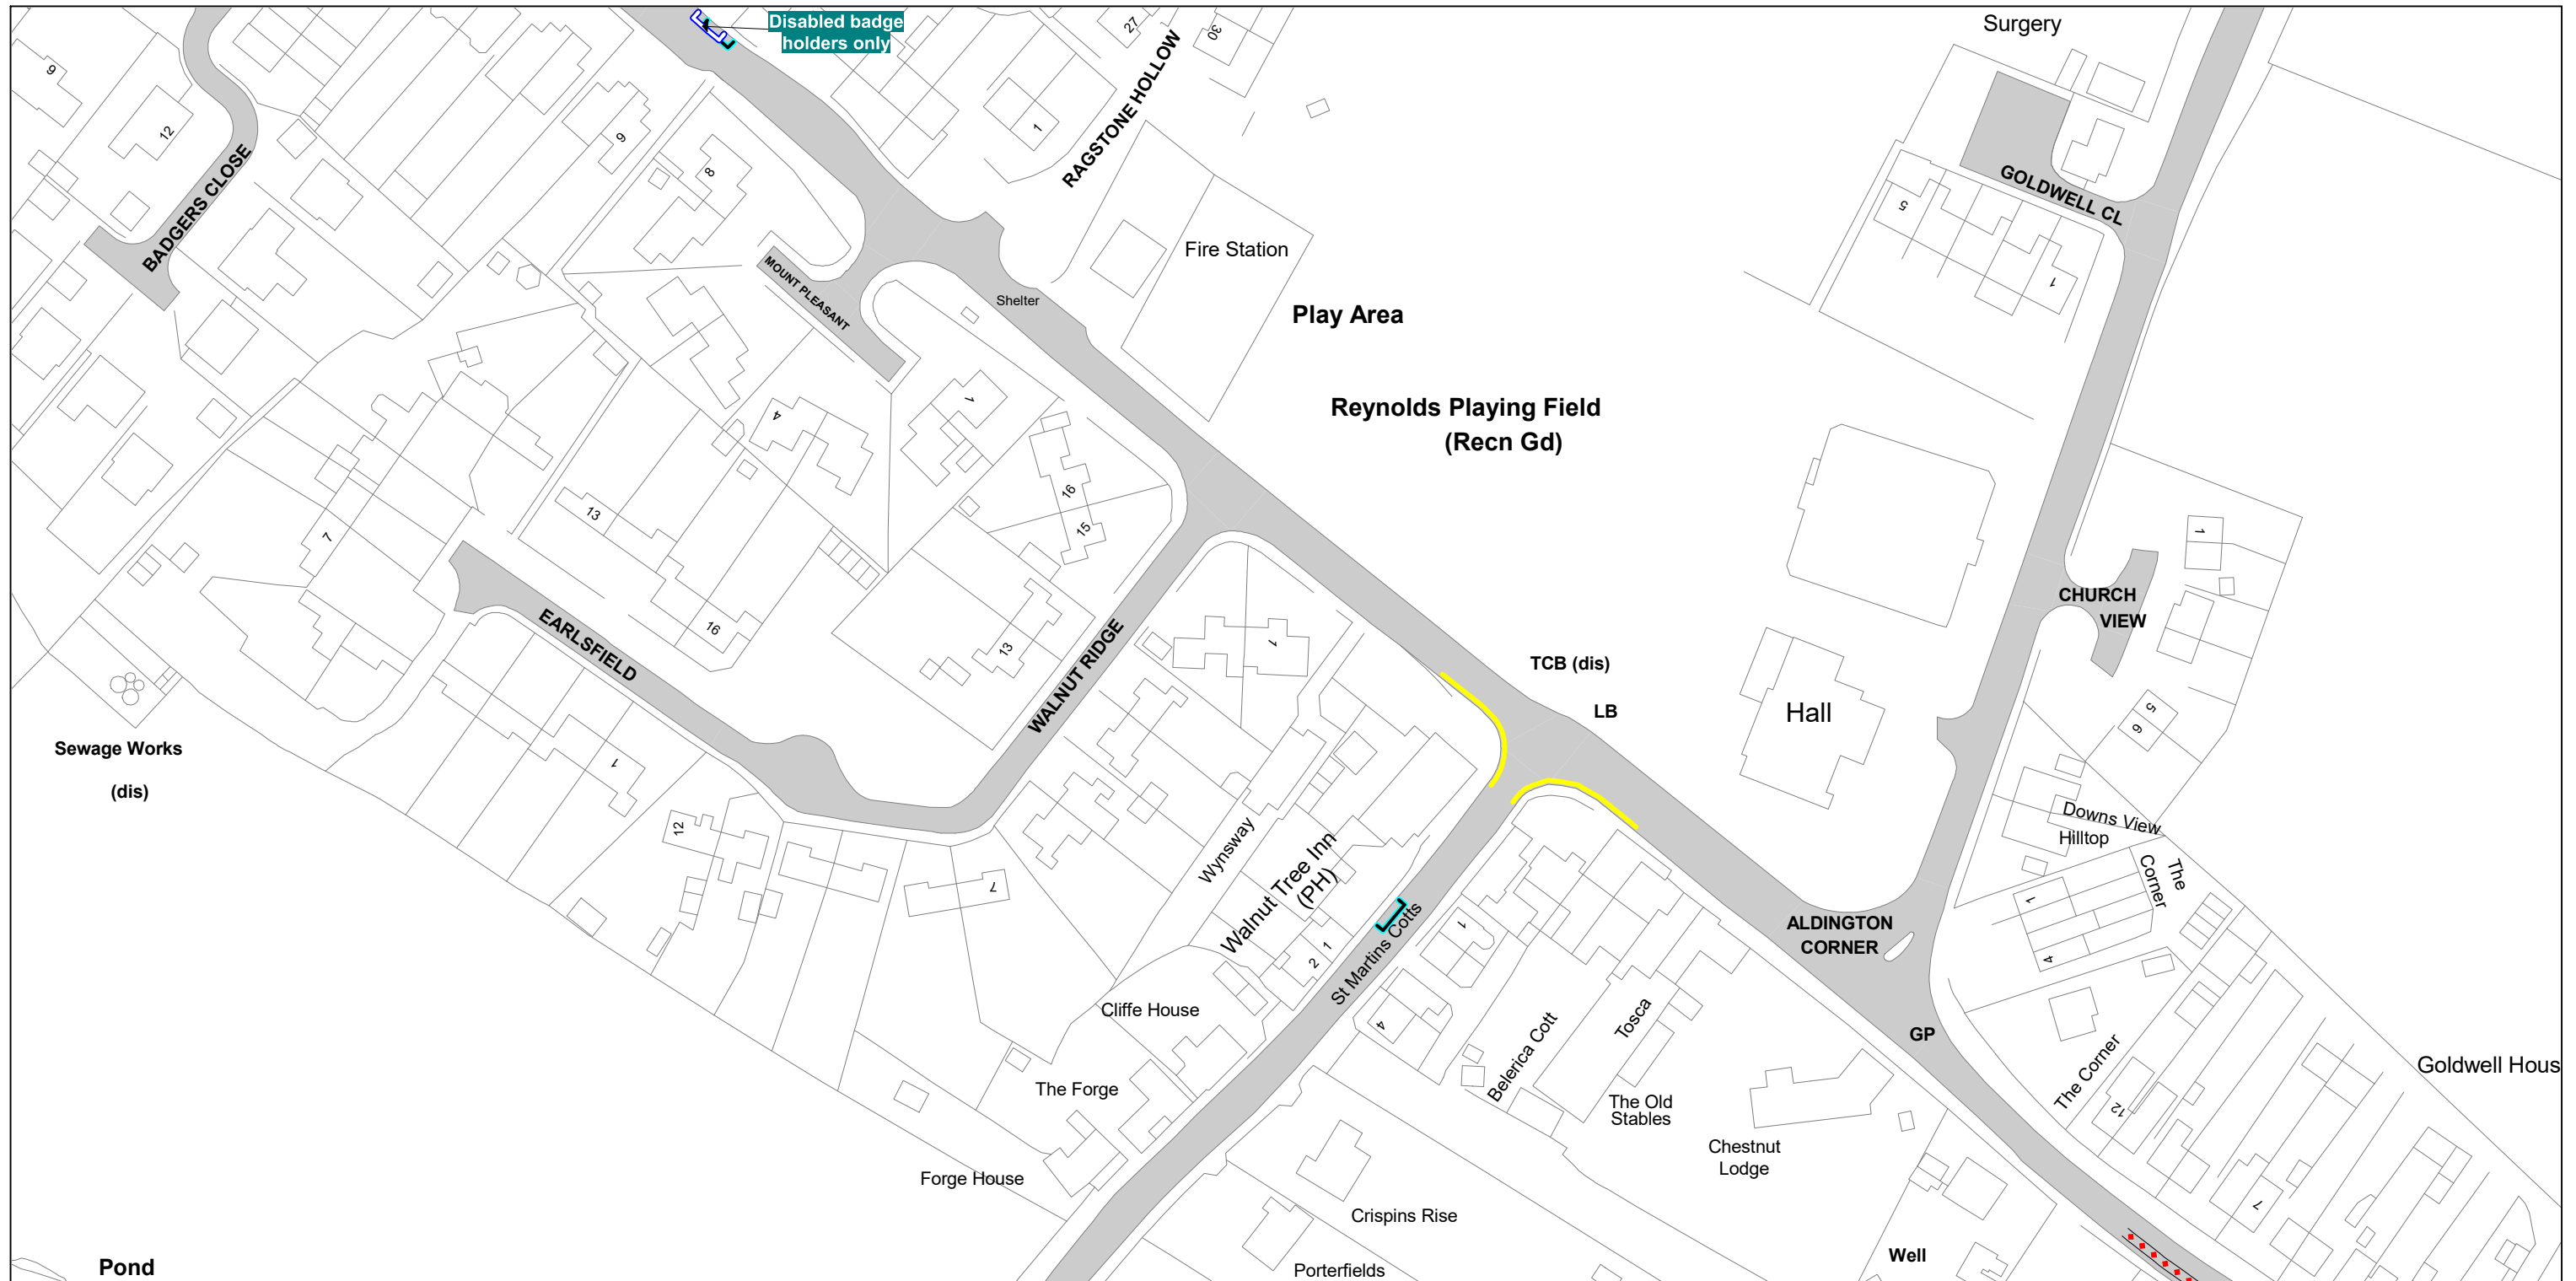 Disabled badge
holders only
Surgery
27
30
RAGSTONE HOLLOW
9
12
9
1
8
BADGERS CLOSE
GOLDWELL CL
5
1
Fire Station
MOUNT PLEASANT
Shelter
Play Area
Reynolds Playing Field
(Recn Gd)
1
4
16
15
13
7
1
CHURCH
VIEW
EARLSFIELD
16
13
1
WALNUT RIDGE
TCB (dis)
LB
Hall
5
6
Sewage Works
(dis)
1
12
7
Downs View
Hilltop
The
Corner
1
4
Wynsway
Walnut Tree Inn
(PH)
1
2
St Martins Cotts
1
4
ALDINGTON
CORNER
GP
Cliffe House
Belerica Cott
Tosca
The Corner
12
Goldwell Hous
The Forge
The Old
Stables
Chestnut
Lodge
Forge House
7
Crispins Rise
Well
Pond
Porterfields